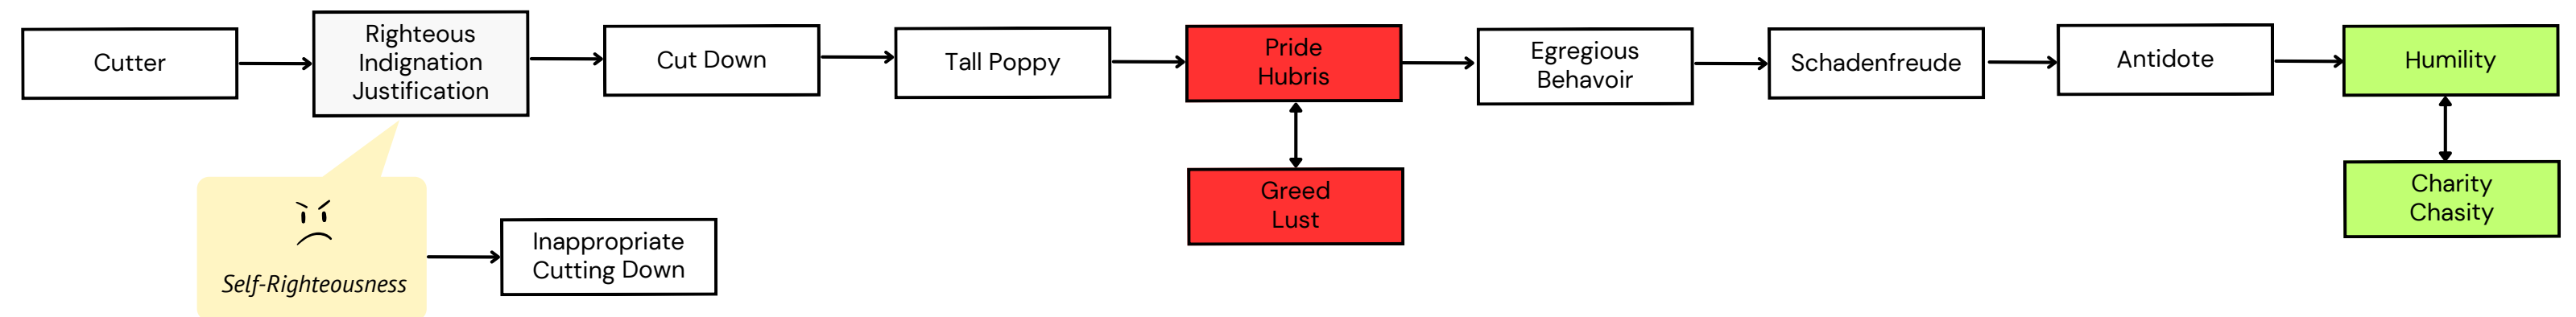 Cutter
Righteous
Indignation
Justification
Cut Down
Tall Poppy
Pride
Hubris
Egregious
Behavoir
Schadenfreude
Antidote
Humility
Greed
Lust
Charity
Chasity
Self-Righteousness
Inappropriate
Cutting Down